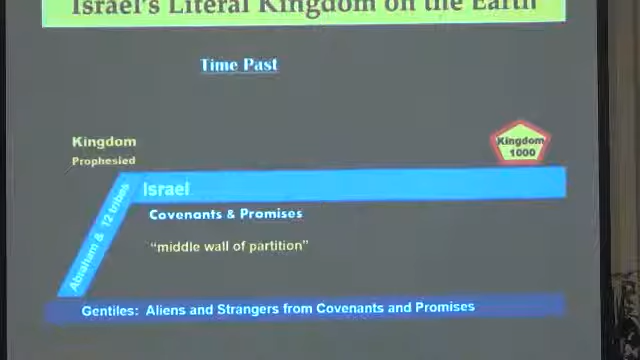 Israel's Literal Kingdom on the Earth
Time Past
Kingdom
Prophesied
Kingdom
1000
Israel
Abraham & 12 tribes
Covenants & Promises
"middle wall of partition"
Gentiles: Aliens and Strangers from Covenants and Promises